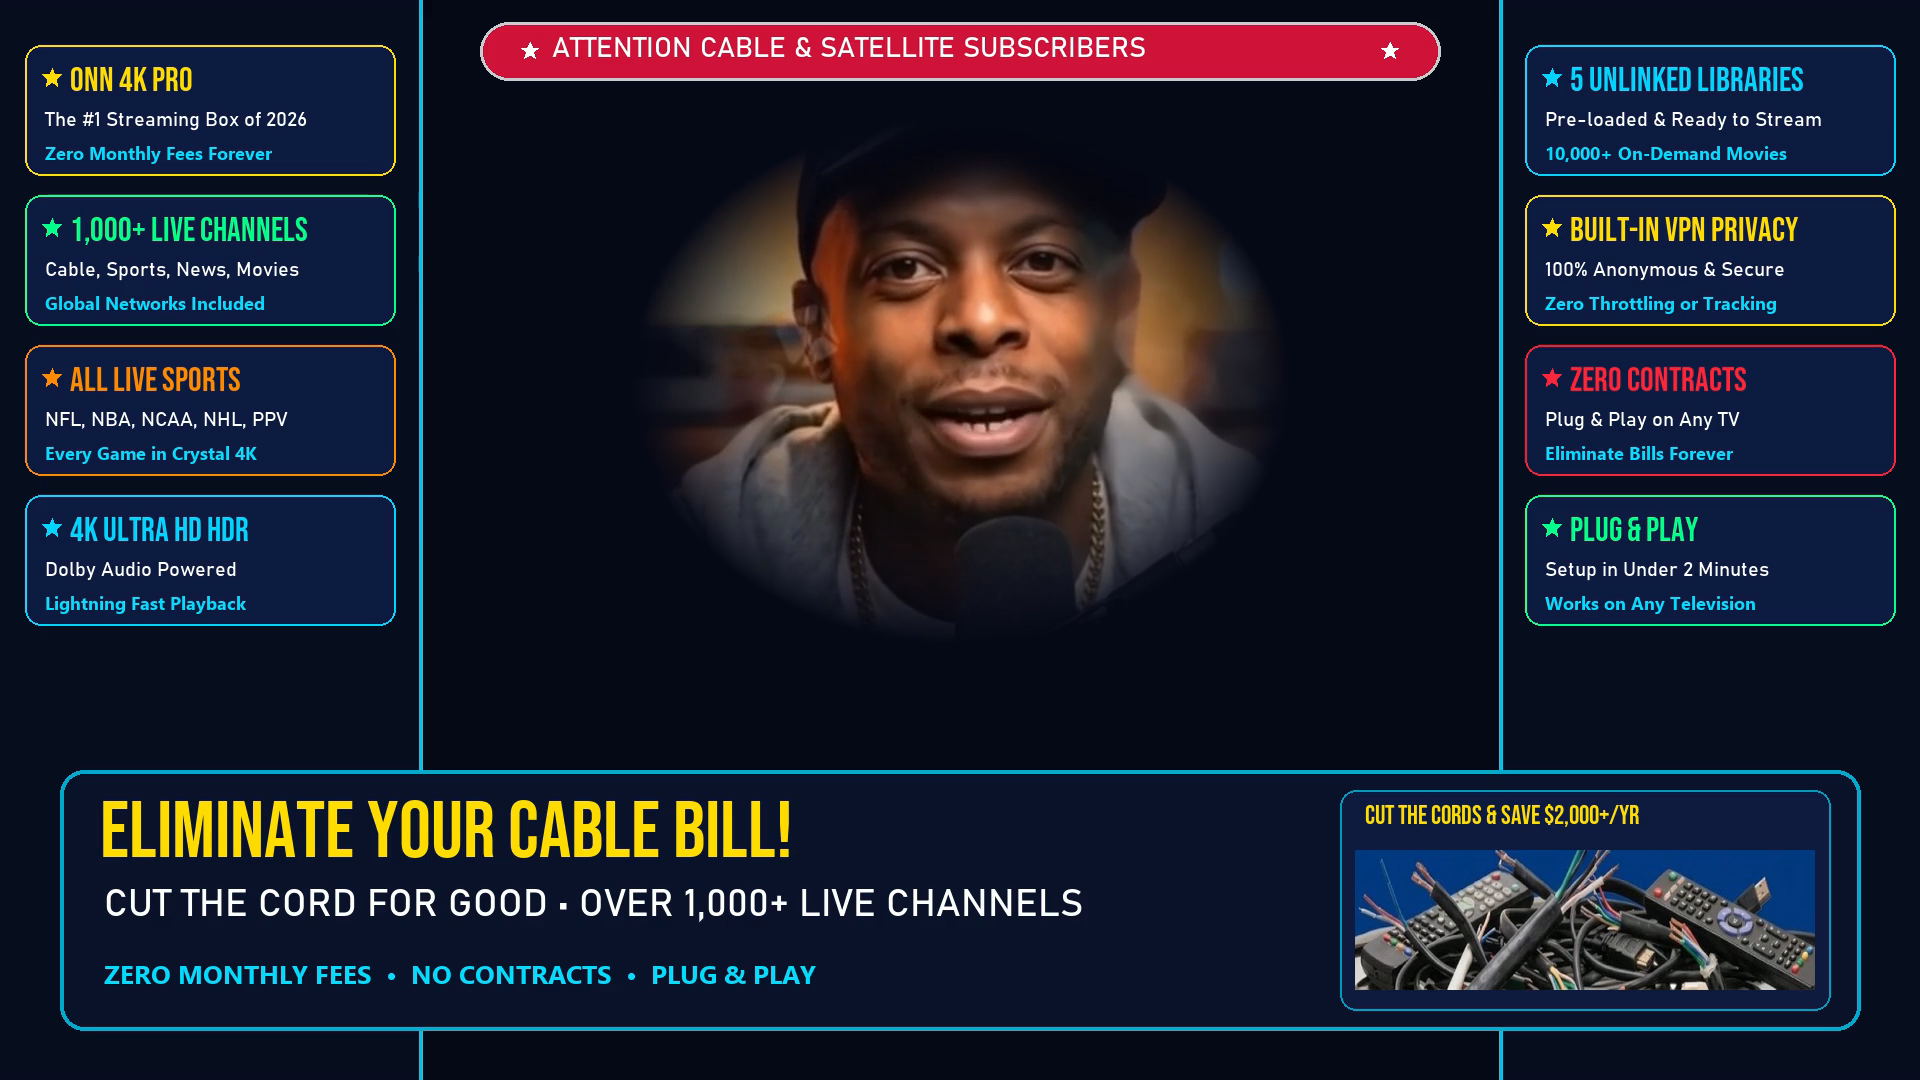 ATTENTION CABLE & SATELLITE SUBSCRIBERS
ONN 4K PRO
The #1 Streaming Box of 2026
Zero Monthly Fees Forever
1,000+ LIVE CHANNELS
Cable, Sports, News, Movies
Global Networks Included
ALL LIVE SPORTS
NFL, NBA, NCAA, NHL, PPV
Every Game in Crystal 4K
4K ULTRA HD HDR
Dolby Audio Powered
Lightning Fast Playback
5 UNLINKED LIBRARIES
Pre-loaded & Ready to Stream
10,000+ On-Demand Movies
BUILT-IN VPN PRIVACY
100% Anonymous & Secure
Zero Throttling or Tracking
ZERO CONTRACTS
Plug & Play on Any TV
Eliminate Bills Forever
PLUG & PLAY
Setup in Under 2 Minutes
Works on Any Television
ELIMINATE YOUR CABLE BILL!
CUT THE CORD FOR GOOD • OVER 1,000+ LIVE CHANNELS
ZERO MONTHLY FEES • NO CONTRACTS • PLUG & PLAY
CUT THE CORDS & SAVE $2,000+/YR